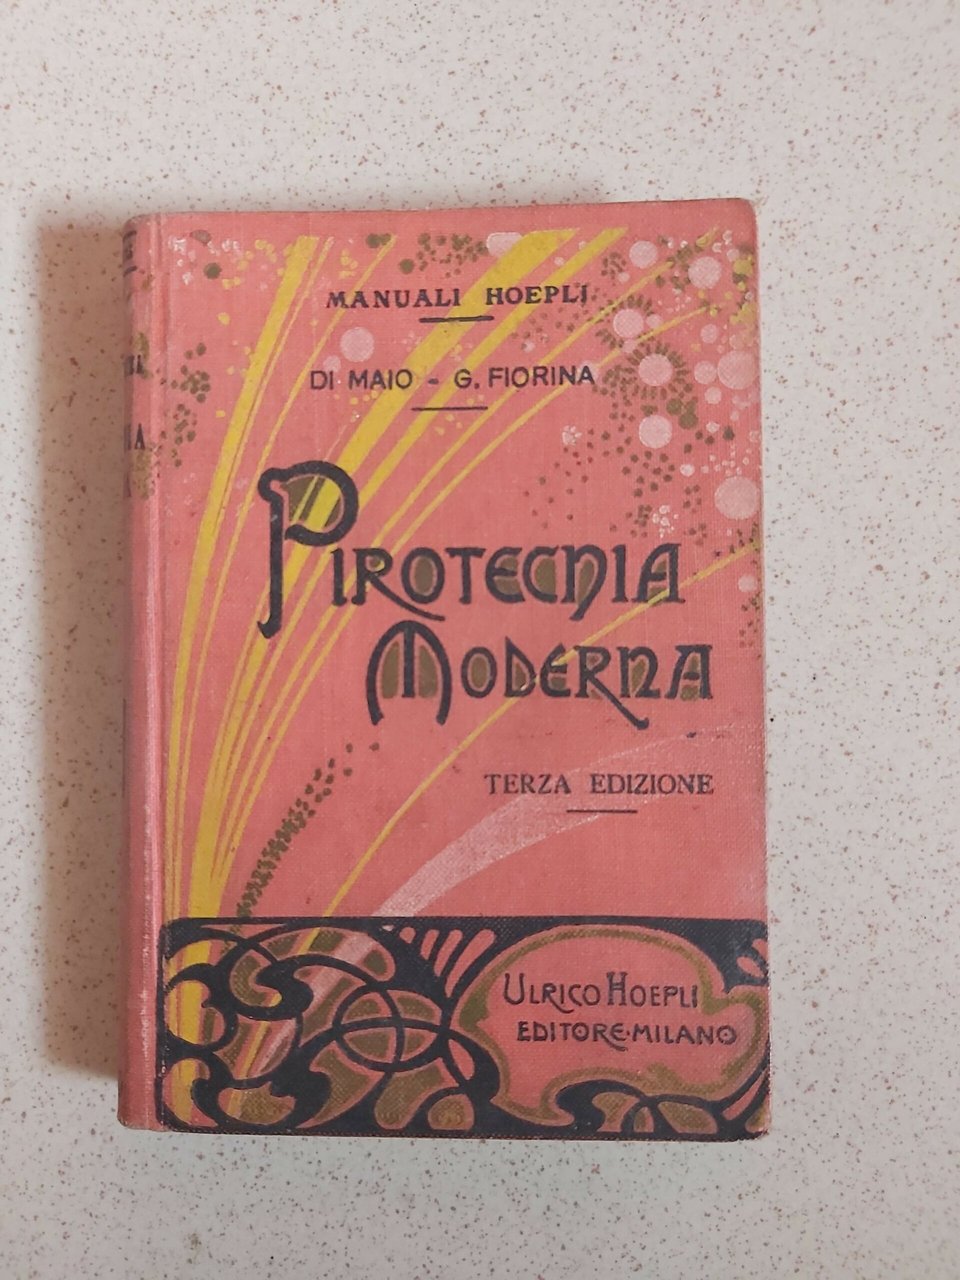 MANUALI HOEPLI
DI MAIO - G. FIORINA
PIROTECNIA
MODERNA
TERZA EDIZIONE
ULRICO HOEPLI
EDITORE·MILANO